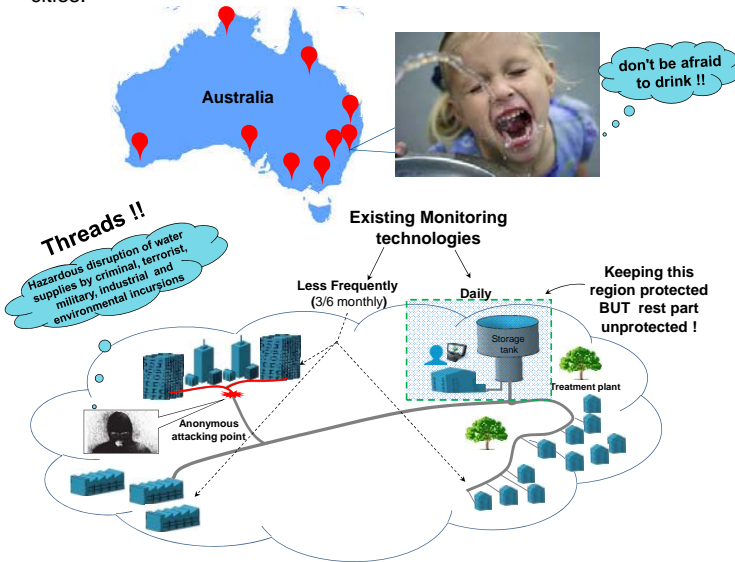 Australia
don't be afraid
to drink !!
Threads !!
Hazardous disruption of water
supplies by criminal, terrorist,
military, industrial and
environmental incursions
Existing Monitoring
technologies
Less Frequently
(3/6 monthly)
Daily
Keeping this
region protected
BUT rest part
unprotected !
Storage
tank
Treatment plant
Anonymous
attacking point